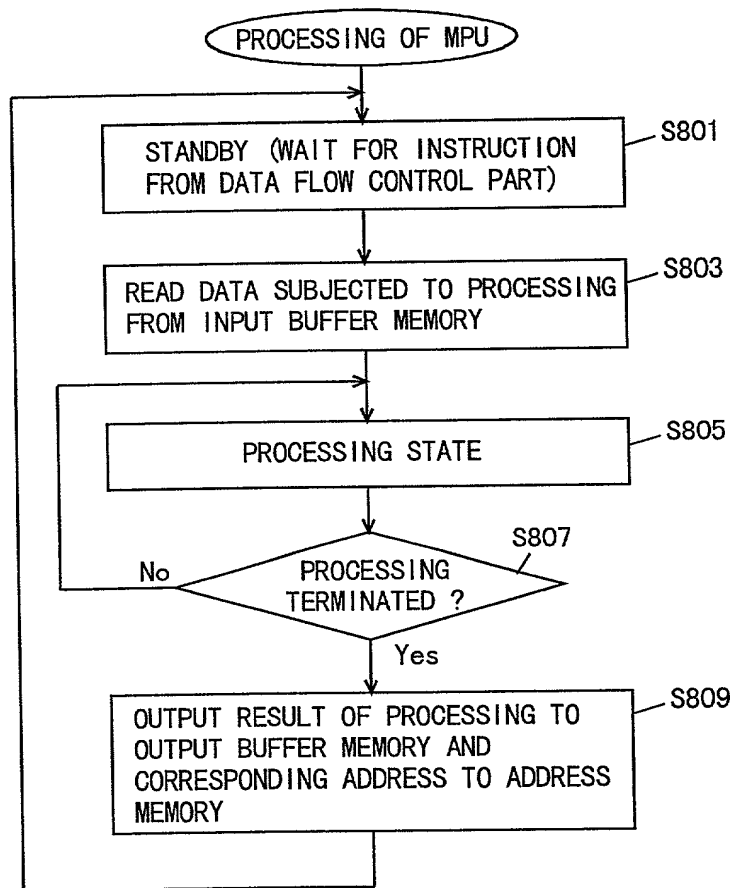 PROCESSING OF MPU
S801
STANDBY (WAIT FOR INSTRUCTION
FROM DATA FLOW CONTROL PART)
S803
READ DATA SUBJECTED TO PROCESSING
FROM INPUT BUFFER MEMORY
S805
PROCESSING STATE
S807
No
PROCESSING
TERMINATED ?
Yes
S809
OUTPUT RESULT OF PROCESSING TO
OUTPUT BUFFER MEMORY AND
CORRESPONDING ADDRESS TO ADDRESS
MEMORY